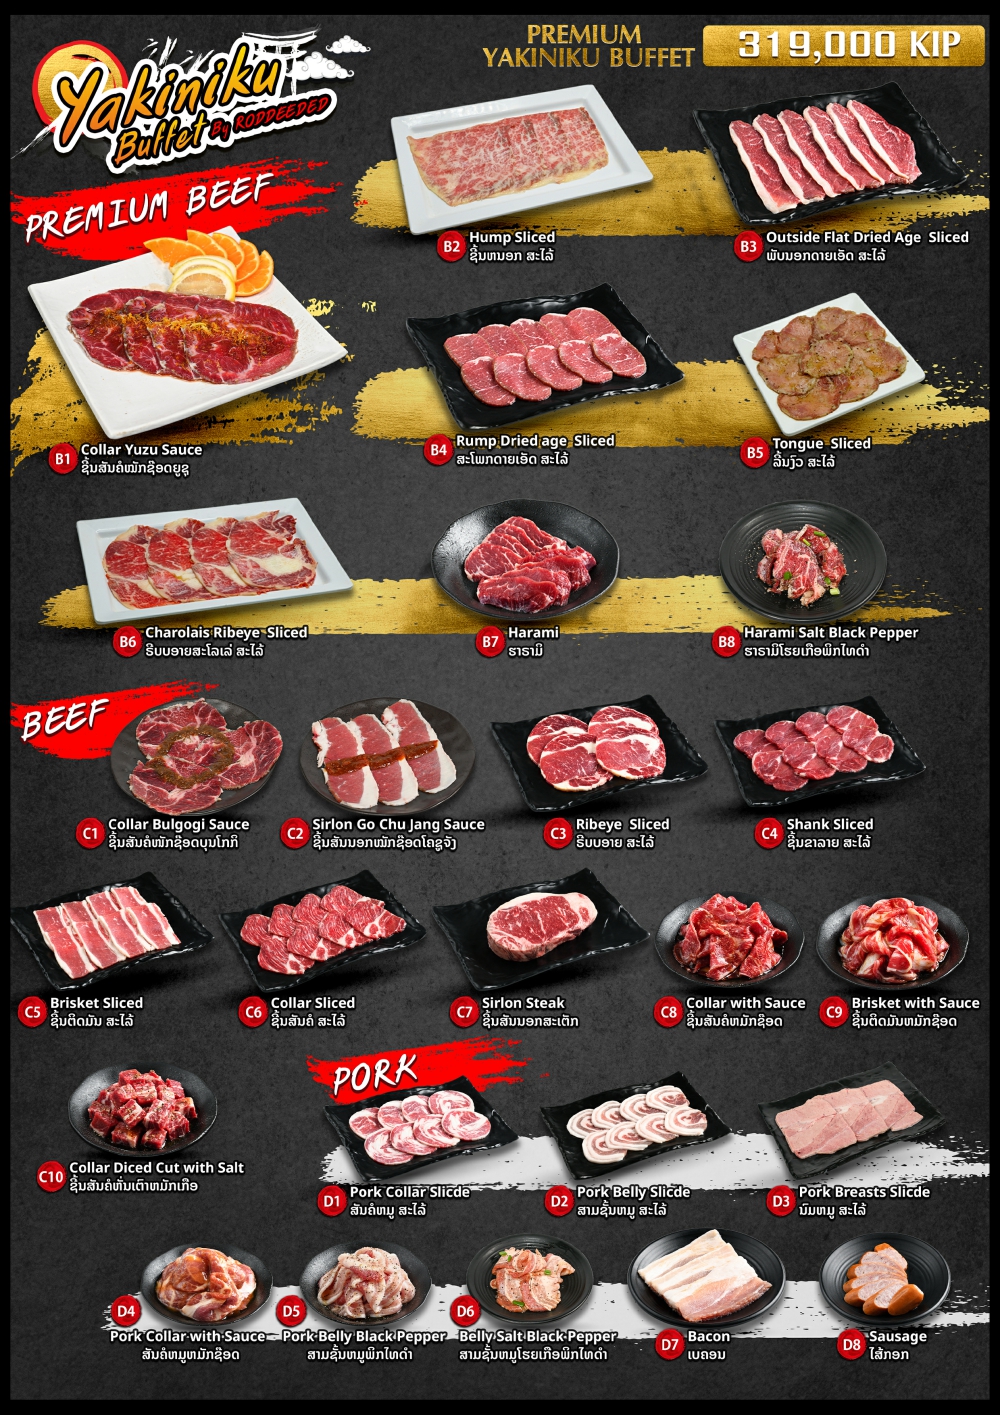 Yakiniku
Buffet By RODDEEDED
PREMIUM
YAKINIKU BUFFET
319,000 KIP
PREMIUM BEEF
B2
Hump Sliced
ຊີ້ນຫນອກ ສະໄລ້
B3
Outside Flat Dried Age Sliced
ພັບນອກດາຍເອັດ ສະໄລ້
B1
Collar Yuzu Sauce
ຊີ້ນສັນຄໍໝັກຊ໊ອດຍູຊຸ
B4
Rump Dried age Sliced
ສະໂພກດາຍເອັດ ສະໄລ້
B5
Tongue Sliced
ລີ້ນງົວ ສະໄລ້
B6
Charolais Ribeye Sliced
ຣິບບອາຍສະໂລເລ່ ສະໄລ້
B7
Harami
ຮາຣາມິ
B8
Harami Salt Black Pepper
ຮາຣາມິໂຮຍເກືອພິກໄທດຳ
BEEF
C1
Collar Bulgogi Sauce
ຊີ້ນສັນຄໍໝັກຊ໊ອດບຸນໂກກິ
C2
Sirlon Go Chu Jang Sauce
ຊີ້ນສັນນອກໝັກຊ໊ອດໂຄຊູຈັງ
C3
Ribeye Sliced
ຣິບບອາຍ ສະໄລ້
C4
Shank Sliced
ຊີ້ນຂາລາຍ ສະໄລ້
C5
Brisket Sliced
ຊີ້ນຕິດມັນ ສະໄລ້
C6
Collar Sliced
ຊີ້ນສັນຄໍ ສະໄລ້
C7
Sirlon Steak
ຊີ້ນສັນນອກສະເຕັກ
C8
Collar with Sauce
ຊີ້ນສັນຄໍຫມັກຊ໊ອດ
C9
Brisket with Sauce
ຊີ້ນຕິດມັນຫມັກຊ໊ອດ
C10
Collar Diced Cut with Salt
ຊີ້ນສັນຄໍຫັ່ນເຕົາຫມັກເກືອ
PORK
D1
Pork Collar Slicde
ສັນຄໍຫມູ ສະໄລ້
D2
Pork Belly Slicde
ສາມຊັ້ນຫມູ ສະໄລ້
D3
Pork Breasts Slicde
ນົມຫມູ ສະໄລ້
D4
Pork Collar with Sauce
ສັນຄໍຫມູຫມັກຊ໊ອດ
D5
Pork Belly Black Pepper
ສາມຊັ້ນຫມູພິກໄທດຳ
D6
Belly Salt Black Pepper
ສາມຊັ້ນຫມູໂຮຍເກືອພິກໄທດຳ
D7
Bacon
ເບຄອນ
D8
Sausage
ໄສ້ກອກ